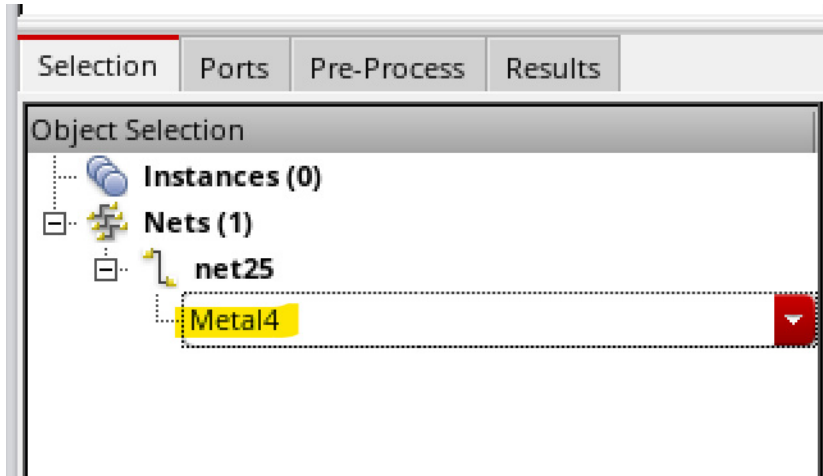 Selection Ports Pre-Process Results
Object Selection
Instances (0)
Nets (1)
net25
Metal4